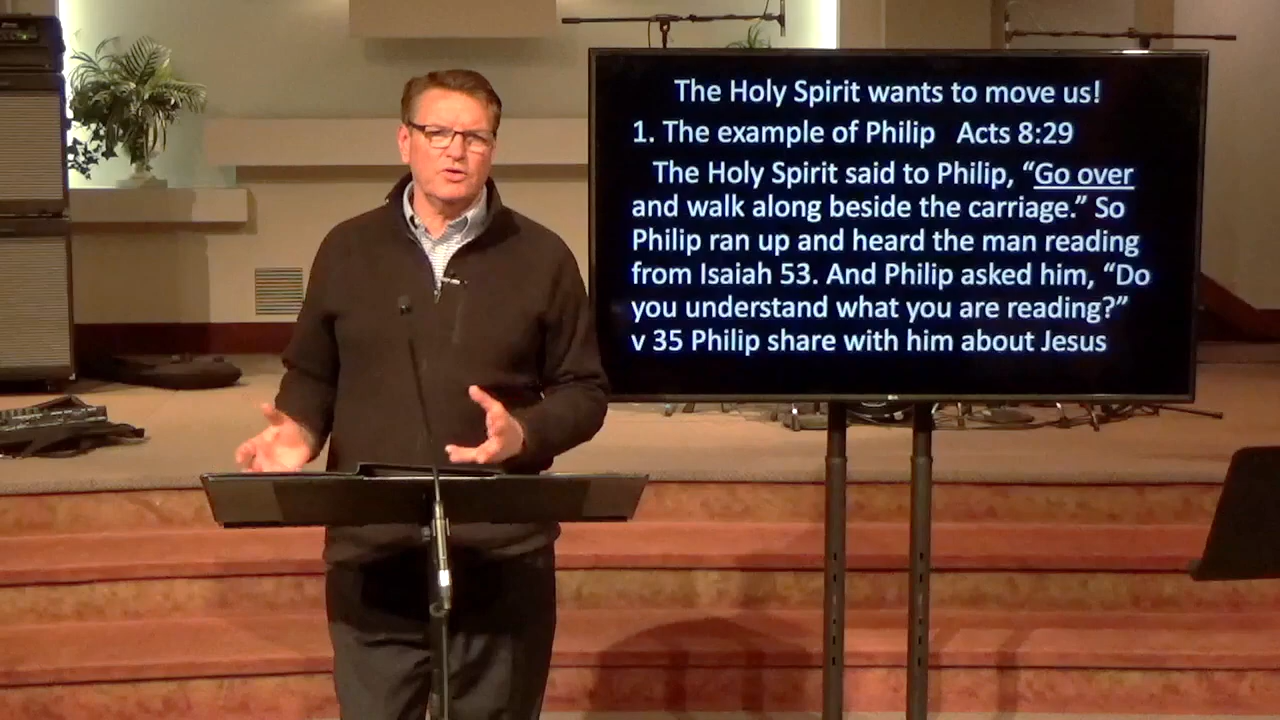 The Holy Spirit wants to move us!
1. The example of Philip Acts 8:29
The Holy Spirit said to Philip, “Go over
and walk along beside the carriage.” So
Philip ran up and heard the man reading
from Isaiah 53. And Philip asked him, “Do
you understand what you are reading?”
v 35 Philip share with him about Jesus